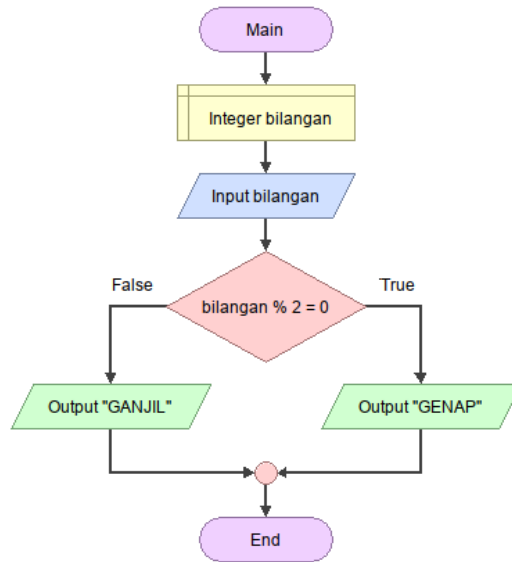 Main
Integer bilangan
Input bilangan
False
True
bilangan % 2 = 0
Output "GANJIL"
Output "GENAP"
End